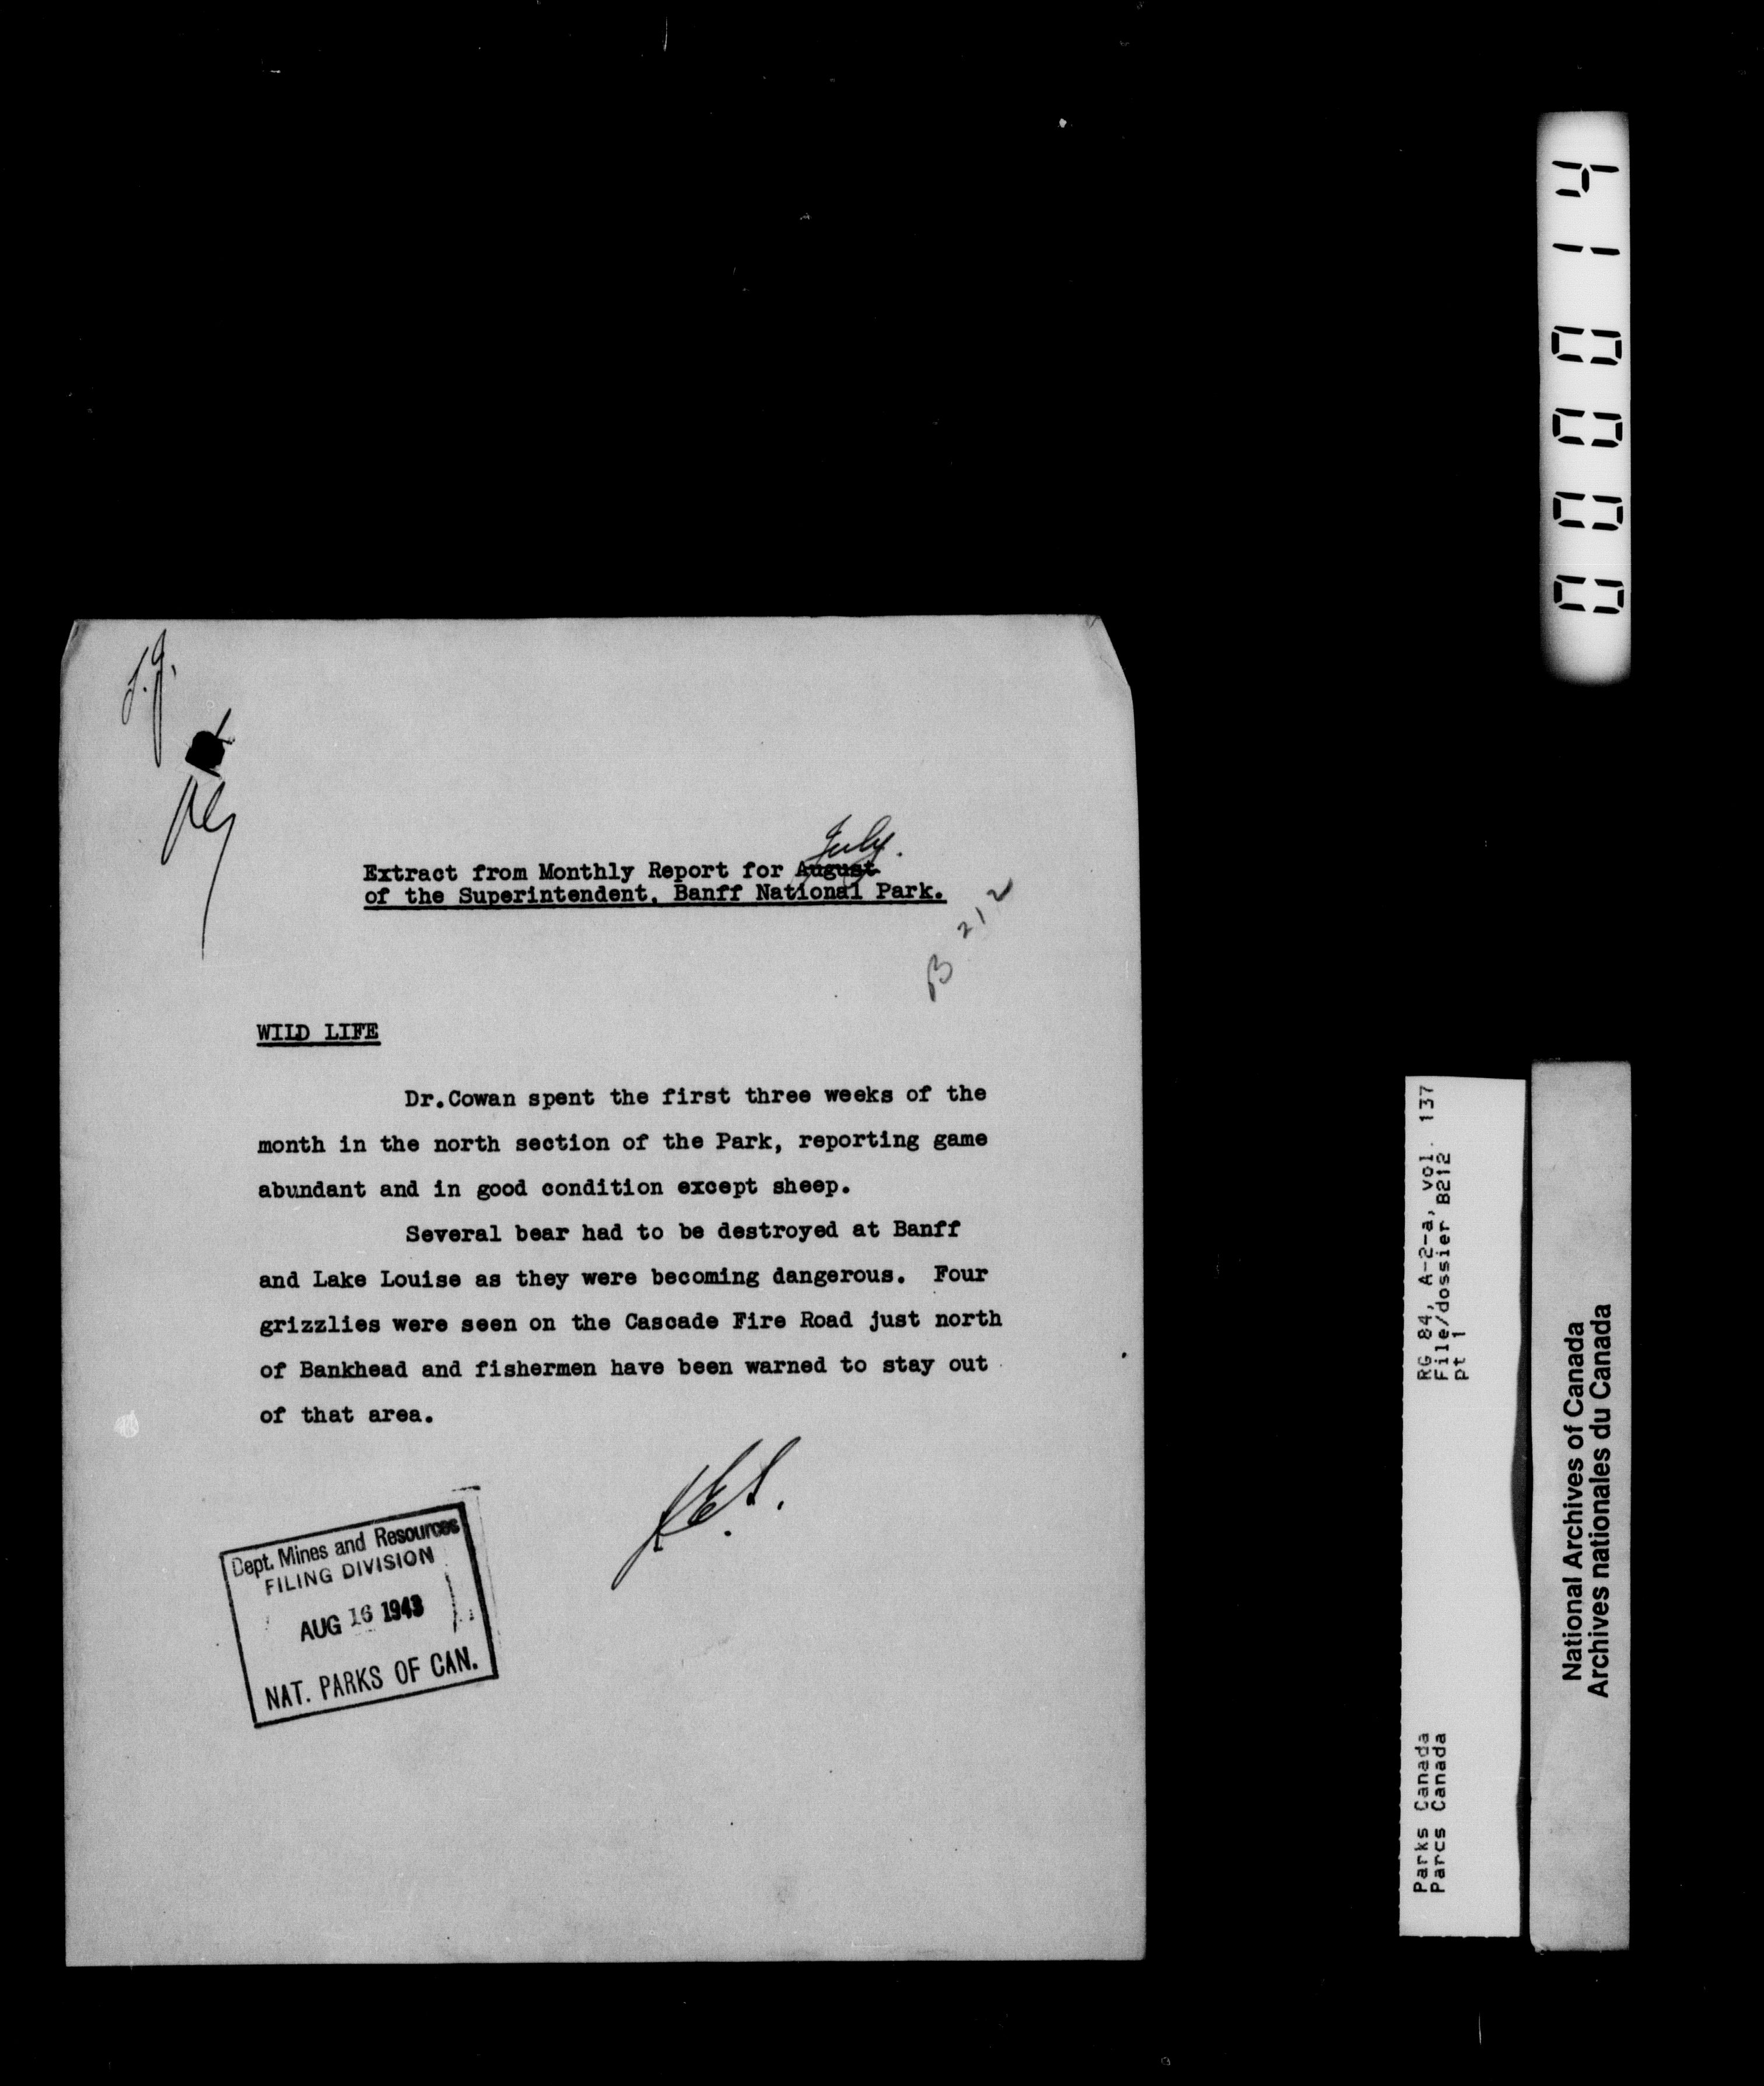 July.
Extract from Monthly Report for August
of the Superintendent, Banff National Park.
B 212
WILD LIFE
Dr.Cowan spent the first three weeks of the
month in the north section of the Park, reporting game
abundant and in good condition except sheep.
Several bear had to be destroyed at Banff
and Lake Louise as they were becoming dangerous.  Four
grizzlies were seen on the Cascade Fire Road just north
of Bankhead and fishermen have been warned to stay out
of that area.
Dept. Mines and Resources
FILING DIVISION
AUG 16 1943
NAT. PARKS OF CAN.
RG 84, A-2-a, vol. 137
File/dossier B212
pt 1
Parks Canada
Parcs Canada
National Archives of Canada
Archives nationales du Canada